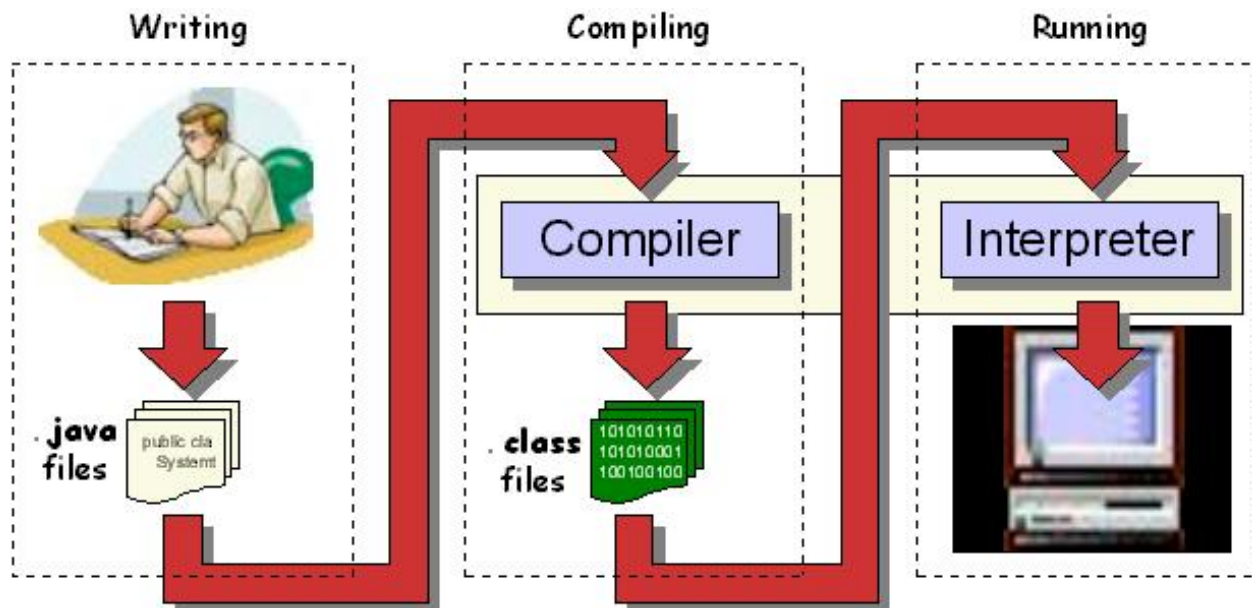 Writing
Compiling
Running
Compiler
Interpreter
.java
files
public cla
Systemt
.class
files
101010110
101010001
100100100